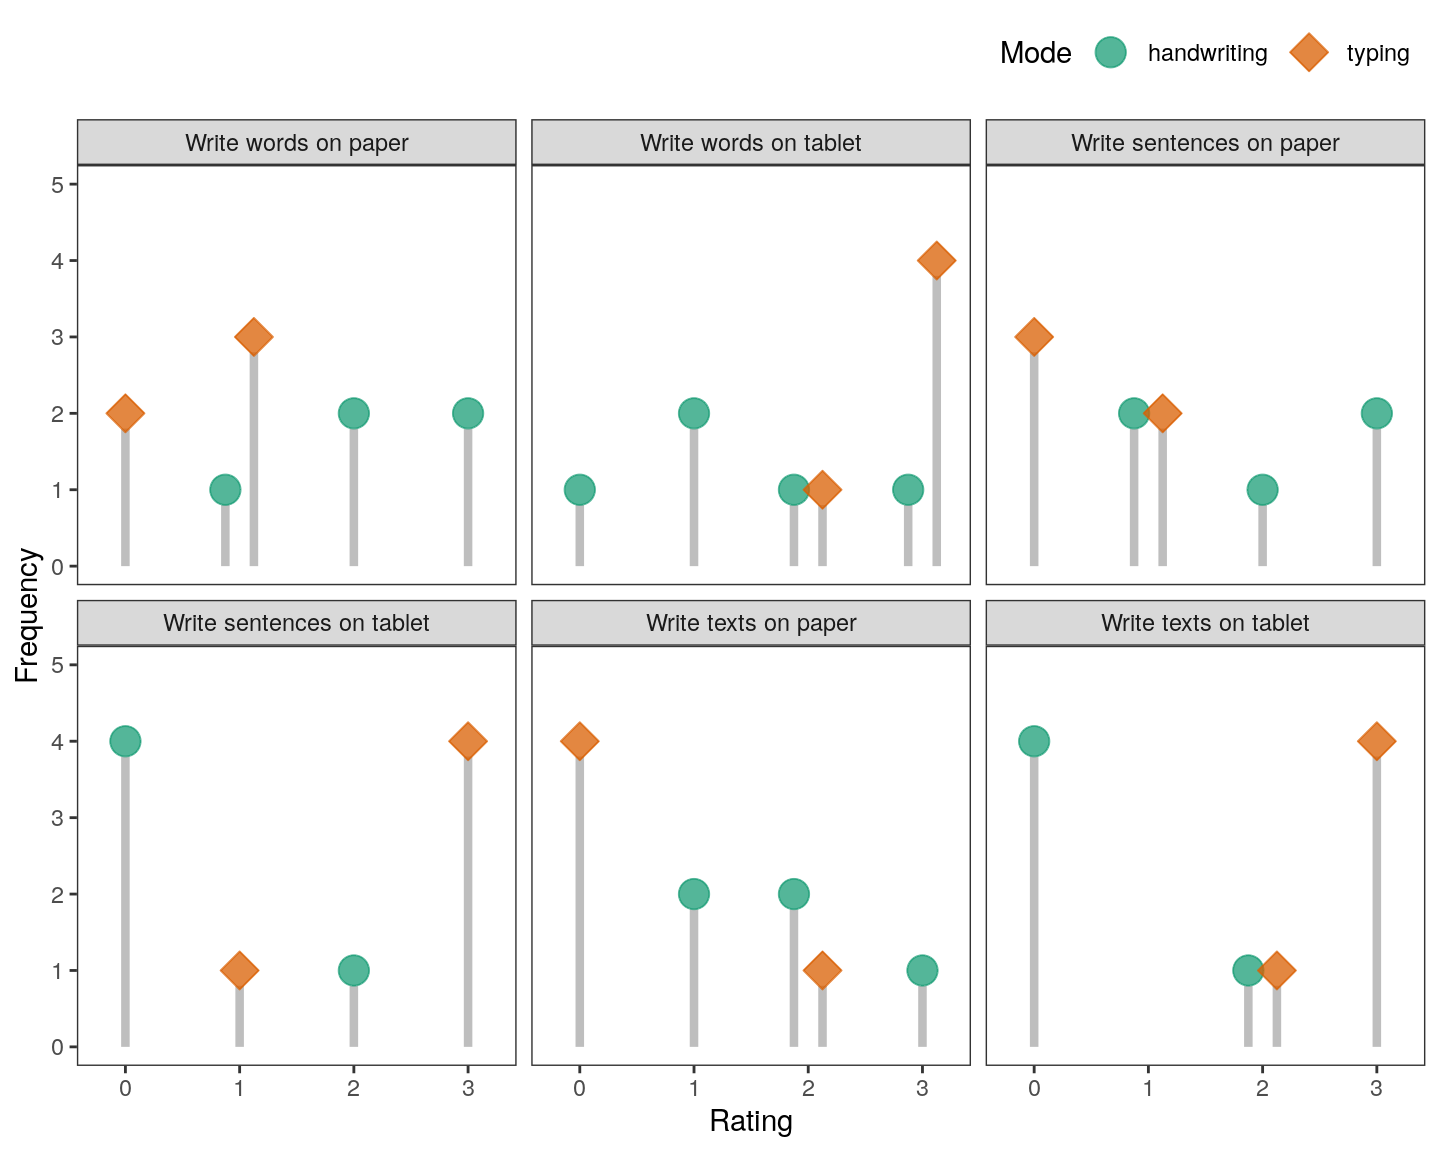 Mode handwriting typing
Write words on paper Write words on tablet Write sentences on paper
5
4
3
2
1
0
Frequency
Write sentences on tablet Write texts on paper Write texts on tablet
5
4
3
2
1
0
0 1 2 3 0 1 2 3 0 1 2 3
Rating